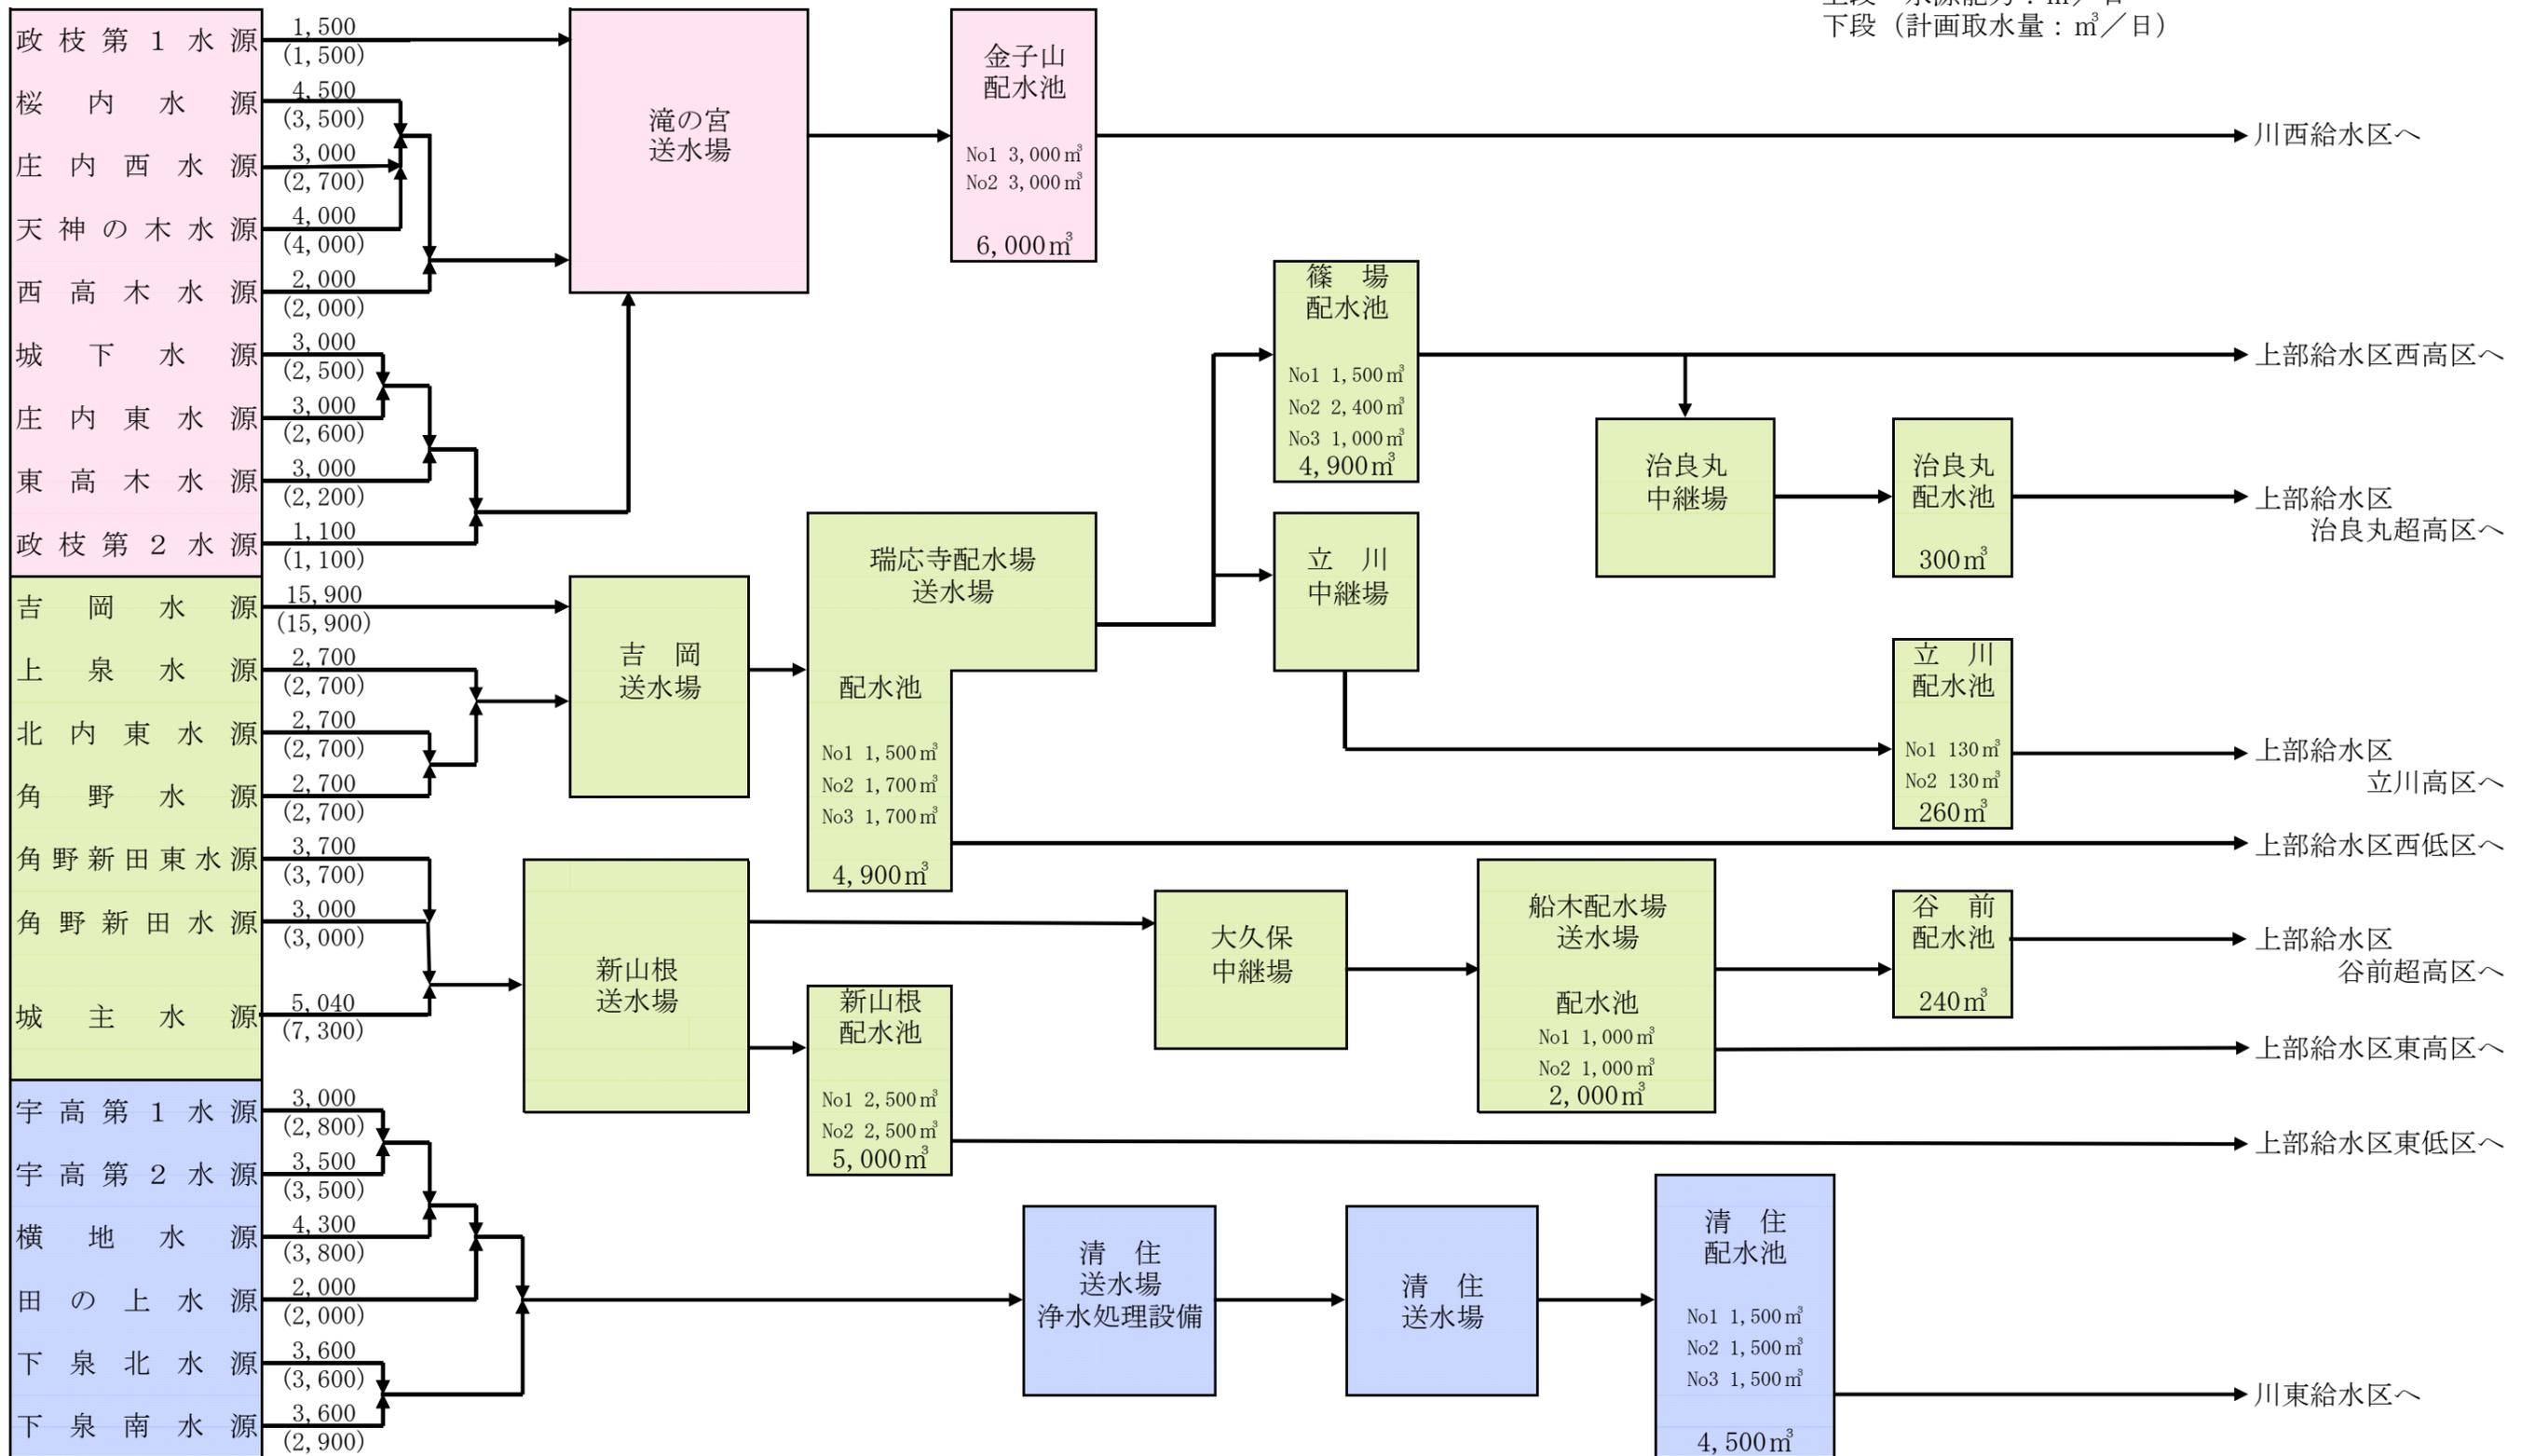 下段（計画取水量：㎥／日）
政枝第1水源
1,500
(1,500)
桜内水源
4,500
(3,500)
庄内西水源
3,000
(2,700)
天神の木水源
4,000
(4,000)
西高木水源
2,000
(2,000)
城下水源
3,000
(2,500)
庄内東水源
3,000
(2,600)
東高木水源
3,000
(2,200)
政枝第2水源
1,100
(1,100)
滝の宮
送水場
金子山
配水池
No1 3,000㎥
No2 3,000㎥
6,000㎥
川西給水区へ
吉岡水源
15,900
(15,900)
上泉水源
2,700
(2,700)
北内東水源
2,700
(2,700)
角野水源
2,700
(2,700)
角野新田東水源
3,700
(3,700)
角野新田水源
3,000
(3,000)
城主水源
5,040
(7,300)
吉　岡
送水場
瑞応寺配水場
送水場
配水池
No1 1,500㎥
No2 1,700㎥
No3 1,700㎥
4,900㎥
篠　場
配水池
No1 1,500㎥
No2 2,400㎥
No3 1,000㎥
4,900㎥
上部給水区西高区へ
治良丸
中継場
治良丸
配水池
300㎥
上部給水区
治良丸超高区へ
立　川
中継場
立　川
配水池
No1 130㎥
No2 130㎥
260㎥
上部給水区
立川高区へ
上部給水区西低区へ
新山根
送水場
新山根
配水池
No1 2,500㎥
No2 2,500㎥
5,000㎥
大久保
中継場
船木配水場
送水場
配水池
No1 1,000㎥
No2 1,000㎥
2,000㎥
谷　前
配水池
240㎥
上部給水区
谷前超高区へ
上部給水区東高区へ
上部給水区東低区へ
宇高第1水源
3,000
(2,800)
宇高第2水源
3,500
(3,500)
横地水源
4,300
(3,800)
田の上水源
2,000
(2,000)
下泉北水源
3,600
(3,600)
下泉南水源
3,600
(2,900)
清　住
送水場
浄水処理設備
清　住
送水場
清　住
配水池
No1 1,500㎥
No2 1,500㎥
No3 1,500㎥
4,500㎥
川東給水区へ